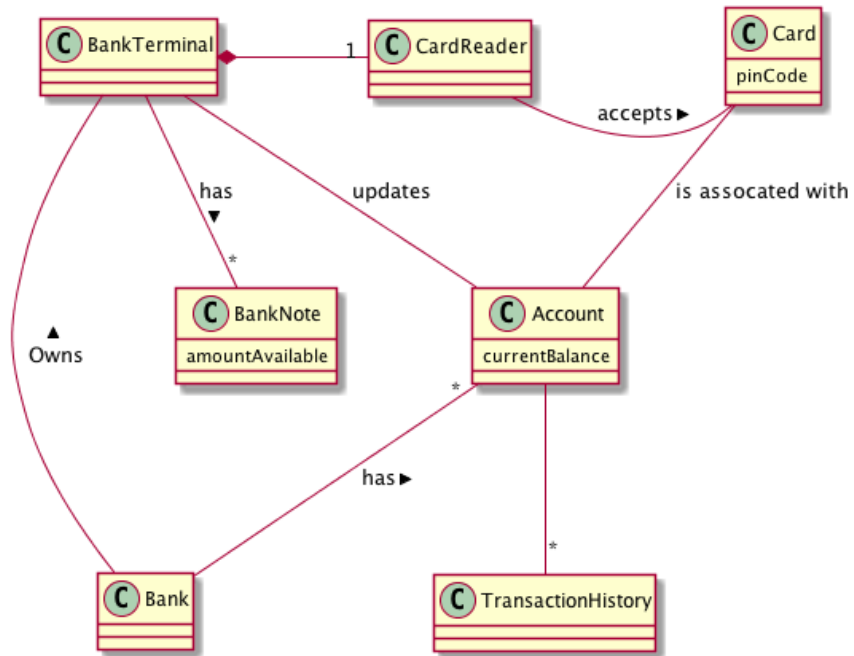 C BankTerminal
1
C CardReader
C Card
pinCode
accepts ▶
has
▼
*
updates
is assocated with
C BankNote
amountAvailable
C Account
currentBalance
▲
Owns
*
has ▶
*
C Bank
C TransactionHistory